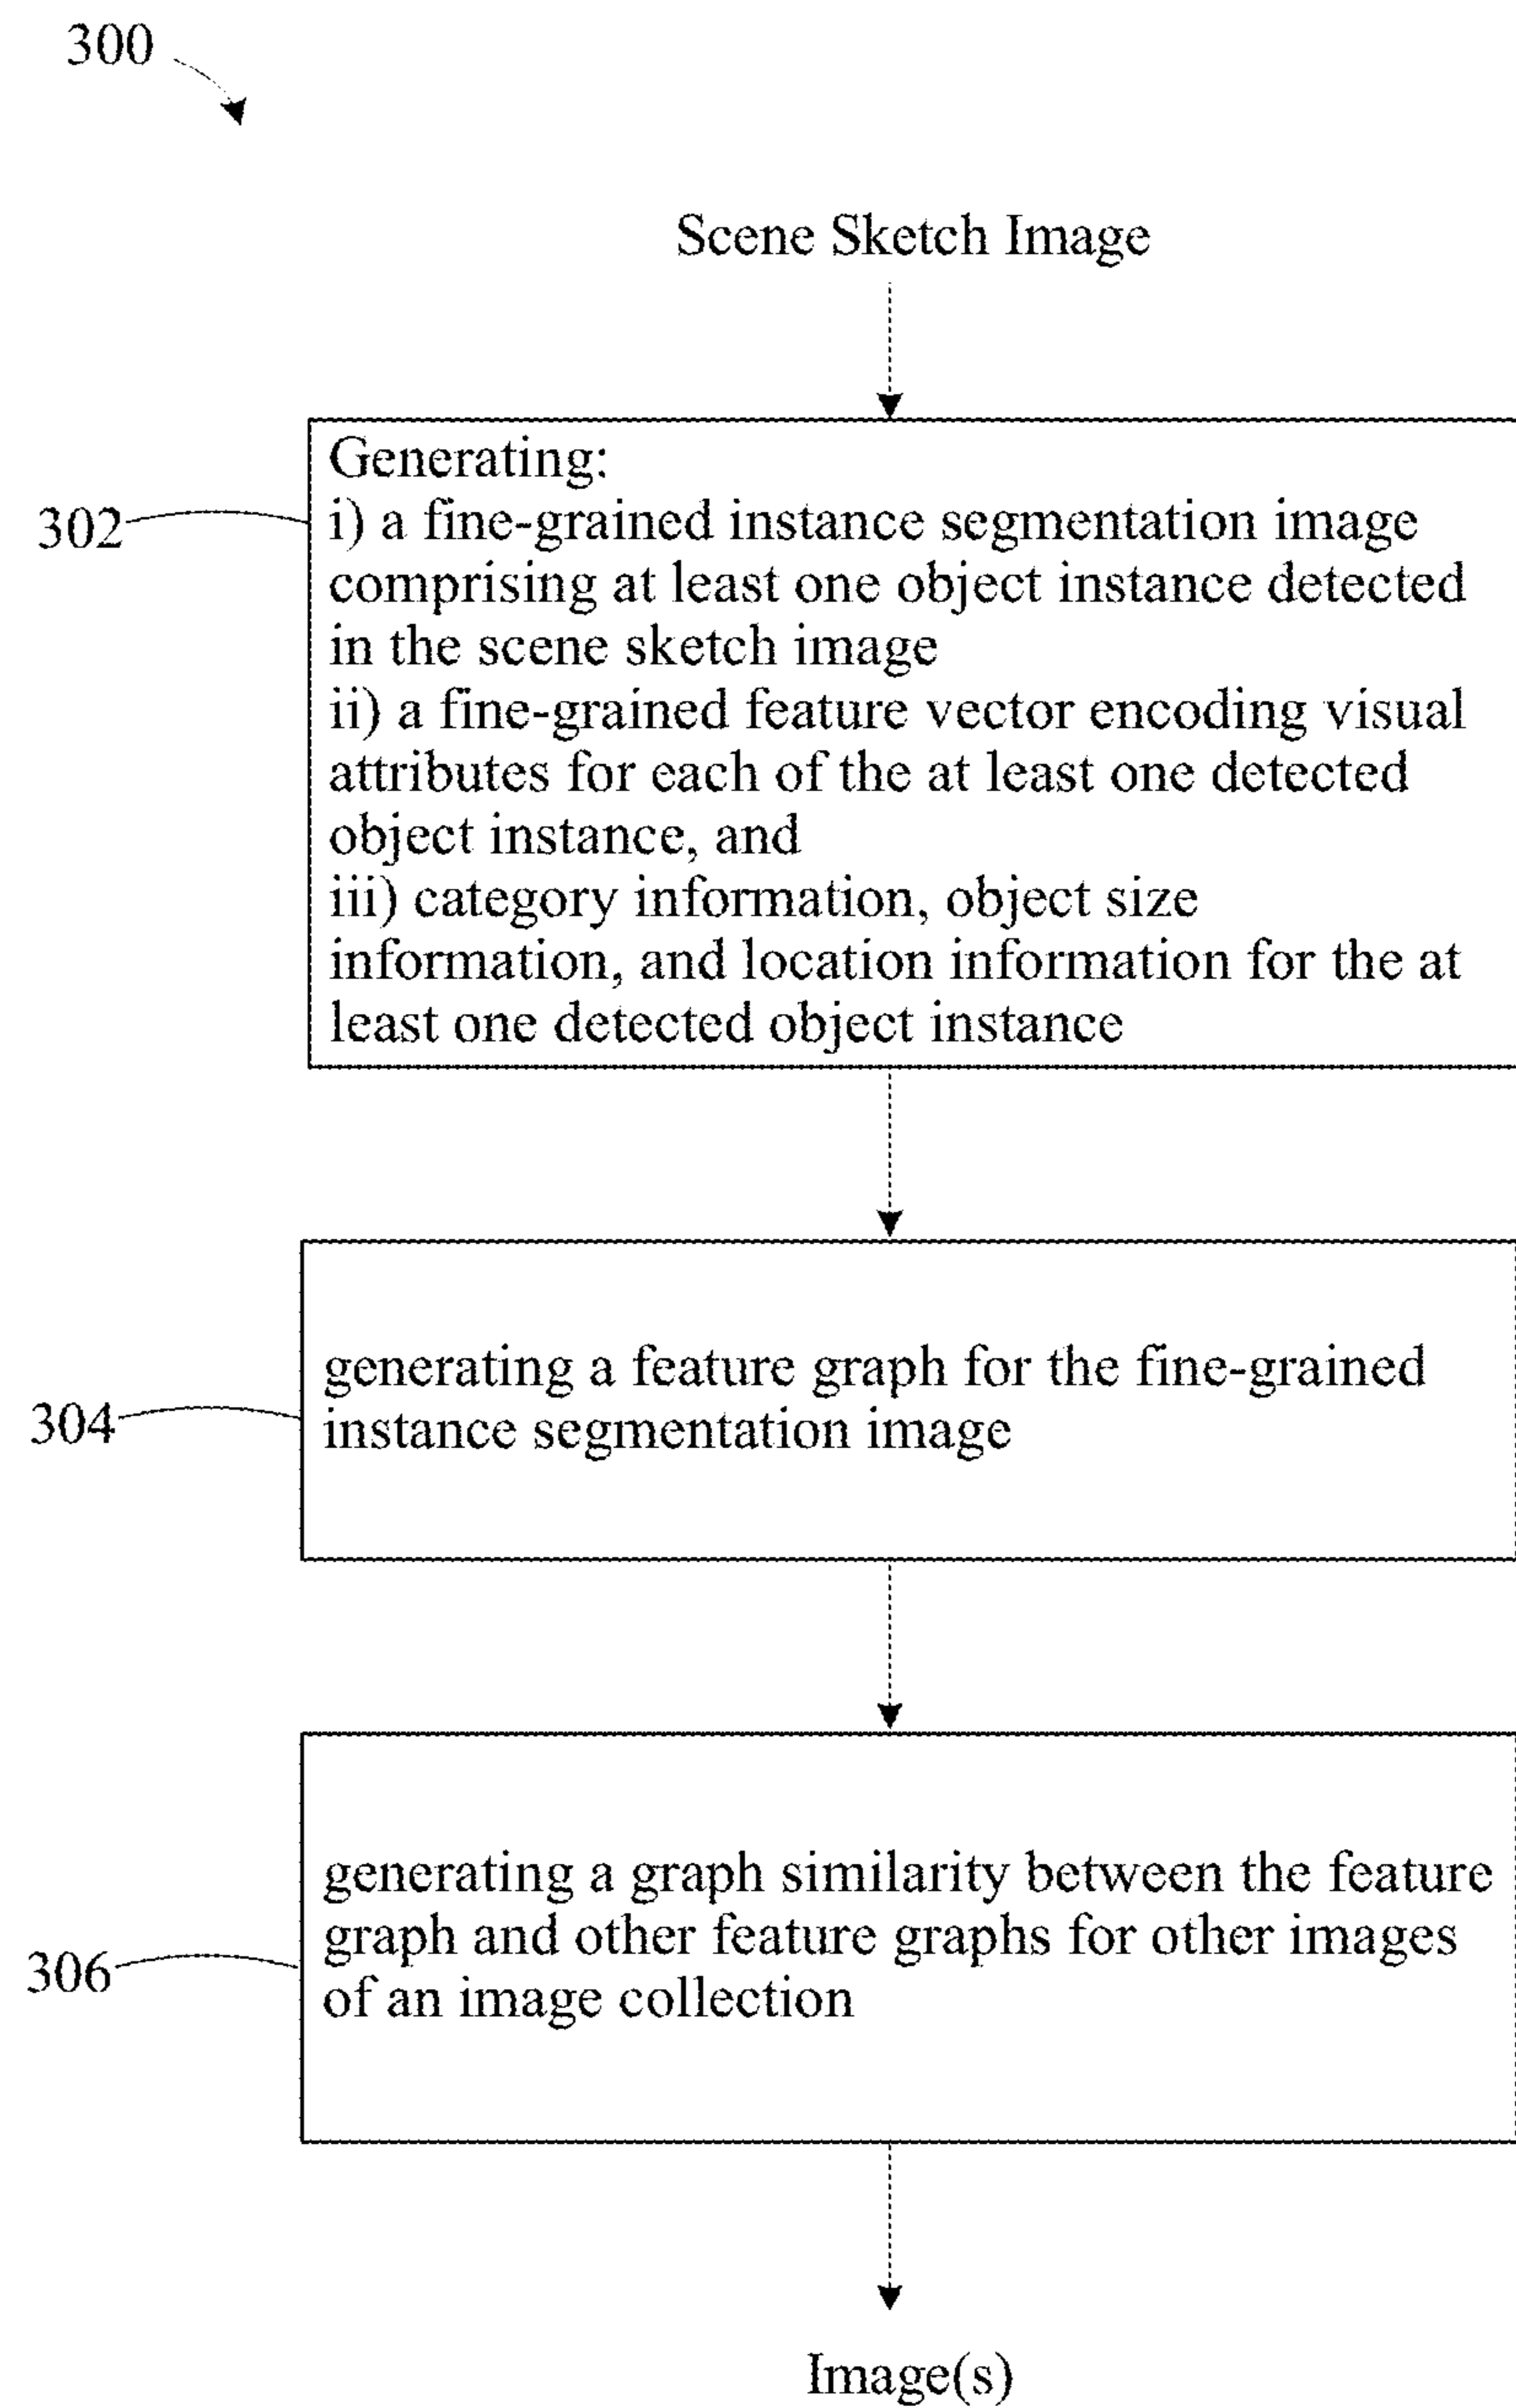 300
Scene Sketch Image
302
Generating:
i) a fine-grained instance segmentation image
comprising at least one object instance detected
in the scene sketch image
ii) a fine-grained feature vector encoding visual
attributes for each of the at least one detected
object instance, and
iii) category information, object size
information, and location information for the at
least one detected object instance
304
generating a feature graph for the fine-grained
instance segmentation image
306
generating a graph similarity between the feature
graph and other feature graphs for other images
of an image collection
Image(s)